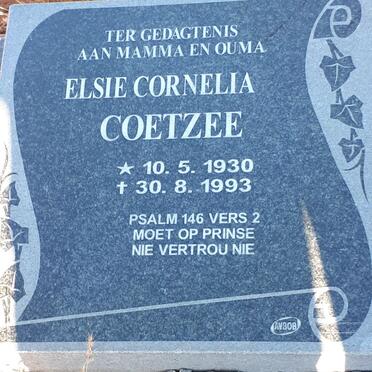 TER GEDAGTENIS
AAN MAMMA EN OUMA
ELSIE CORNELIA
COETZEE
★ 10. 5. 1930
† 30. 8. 1993
PSALM 146 VERS 2
MOET OP PRINSE
NIE VERTROU NIE
AVBOB